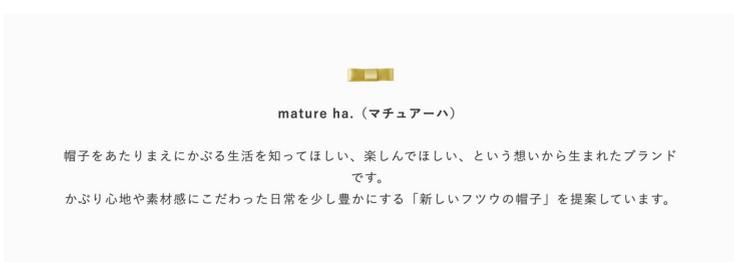 mature ha.（マチュアーハ）
帽子をあたりまえにかぶる生活を知ってほしい、楽しんでほしい、という想いから生まれたブランド
です。
かぶり心地や素材感にこだわった日常を少し豊かにする「新しいフツウの帽子」を提案しています。